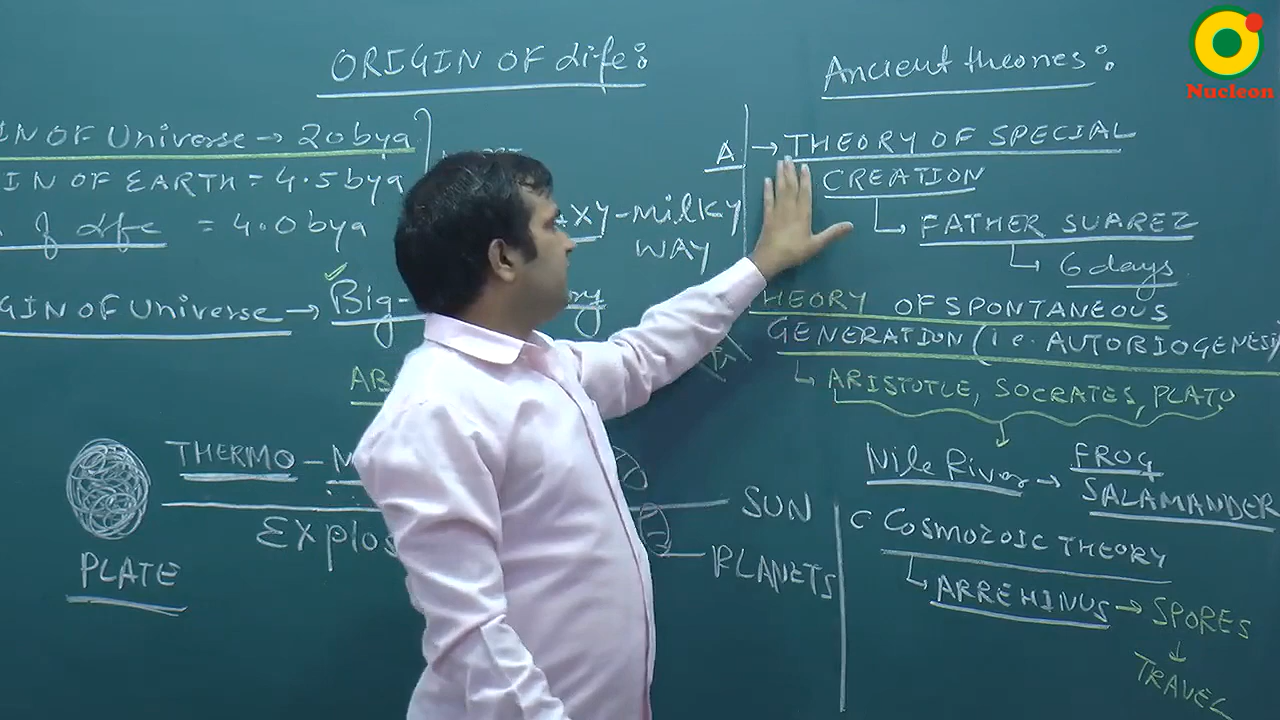 ORIGIN OF Life:
IN OF Universe → 20 bya
IN OF EARTH = 4.5 bya
of Life = 4.0 bya
XY-MILKY
WAY
GIN OF Universe → Big-
AB
THERMO-N
Explos
PLATE
SUN
PLANETS
Ancient theories:
A → THEORY OF SPECIAL
CREATION
FATHER SUAREZ
6 days
HEORY OF SPONTANEOUS
GENERATION (i.e. AUTOBIOGENESIS)
ARISTOTLE, SOCRATES, PLATO
Nile River → FROG
SALAMANDER
C Cosmozoic THEORY
ARREHINUS → SPORES
↓
TRAVEL
Nucleon